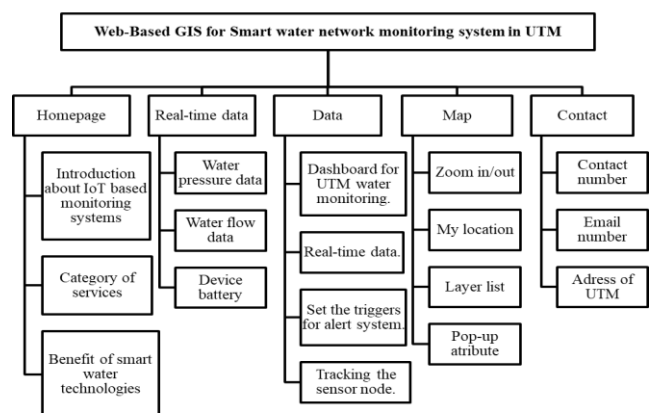 Web-Based GIS for Smart water network monitoring system in UTM
Homepage
Real-time data
Data
Map
Contact
Introduction
about IoT based
monitoring
systems
Category of
services
Benefit of smart
water
technologies
Water
pressure data
Water flow
data
Device
battery
Dashboard for
UTM water
monitoring.
Real-time data.
Set the triggers
for alert system.
Tracking the
sensor node.
Zoom in/out
My location
Layer list
Pop-up
atribute
Contact
number
Email
number
Adress of
UTM